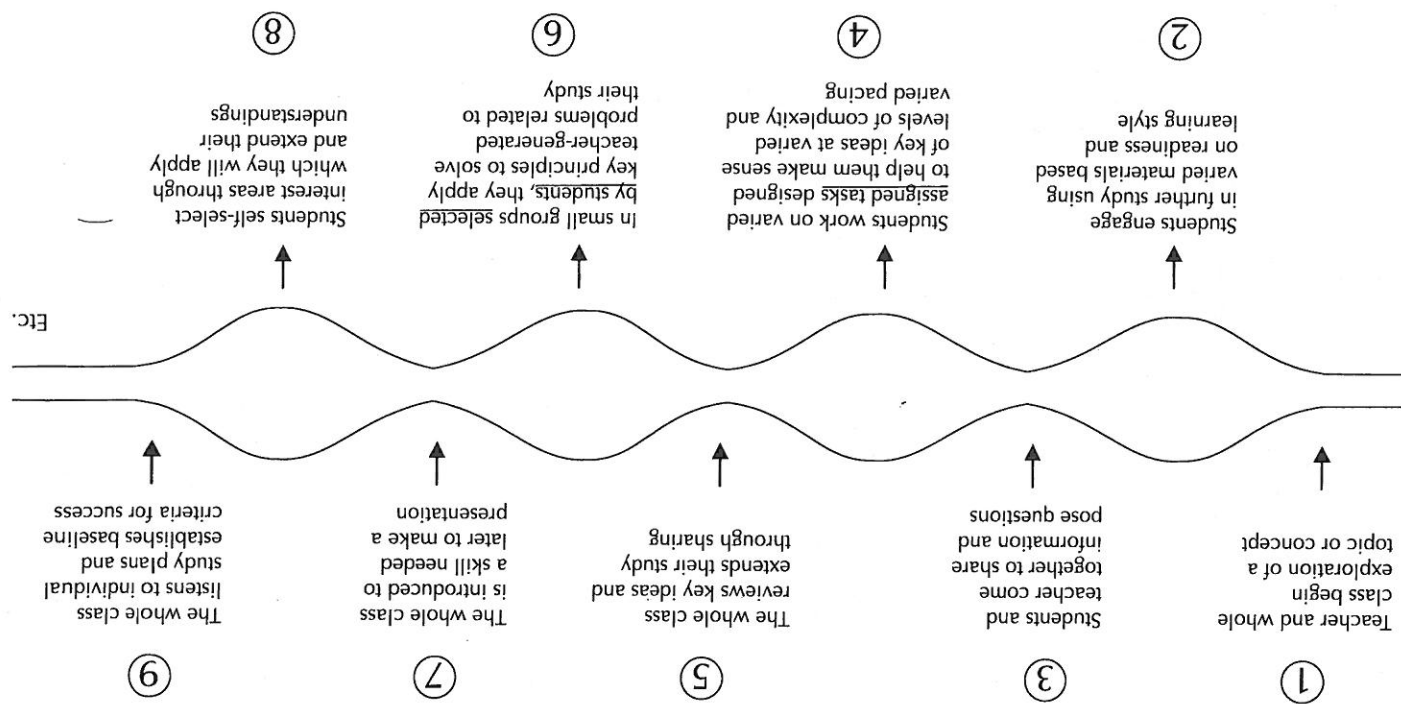 1
Teacher and whole
class begin
exploration of a
topic or concept
3
Students and
teacher come
together to share
information and
pose questions
5
The whole class
reviews key ideas and
extends their study
through sharing
7
The whole class
is introduced to
a skill needed
later to make a
presentation
9
The whole class
listens to individual
study plans and
establishes baseline
criteria for success
Etc.
Students engage
in further study using
varied materials based
on readiness and
learning style
2
Students work on varied
assigned tasks designed
to help them make sense
of key ideas at varied
levels of complexity and
varied pacing
4
In small groups selected
by students, they apply
key principles to solve
teacher-generated
problems related to
their study
6
Students self-select
interest areas through
which they will apply
and extend their
understandings
8